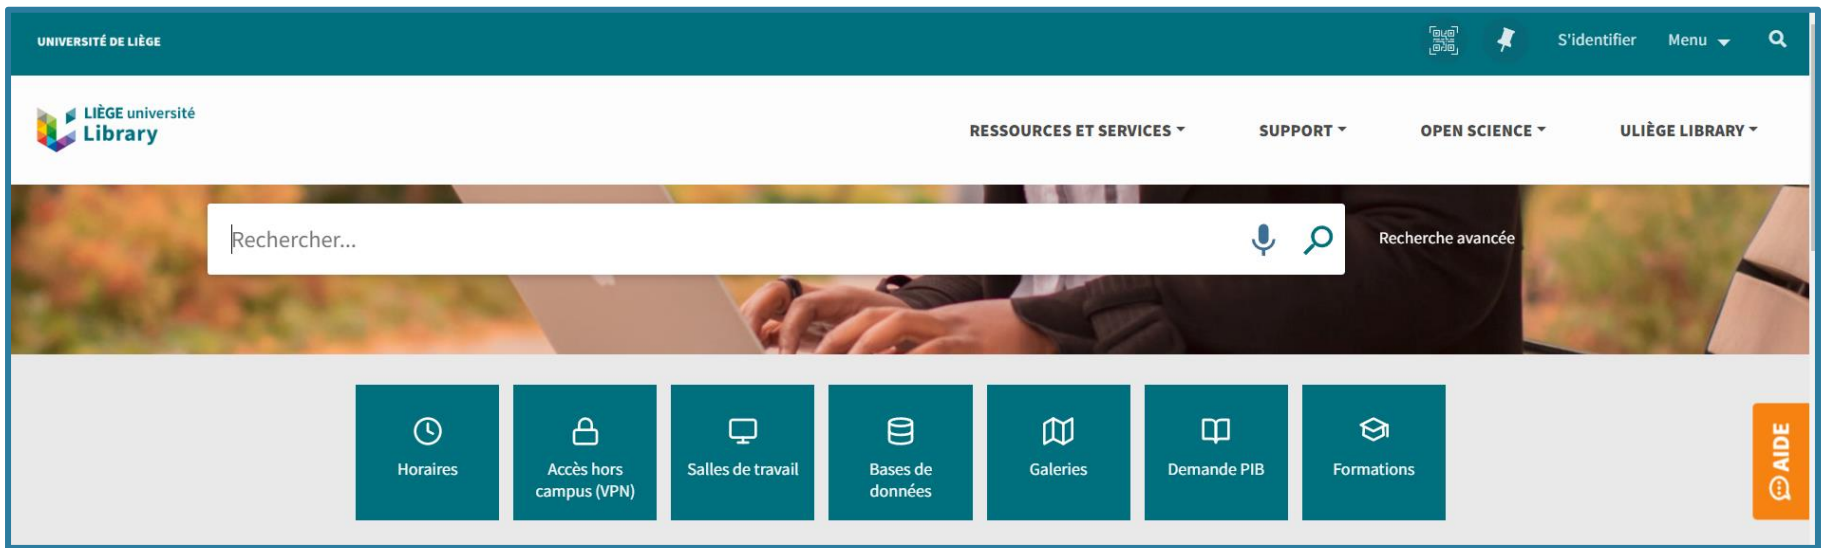 UNIVERSITÉ DE LIÈGE
S'identifier
Menu
LIÈGE université
Library
RESSOURCES ET SERVICES
SUPPORT
OPEN SCIENCE
ULIÈGE LIBRARY
Rechercher...
Recherche avancée
Horaires
Accès hors
campus (VPN)
Salles de travail
Bases de
données
Galeries
Demande PIB
Formations
AIDE